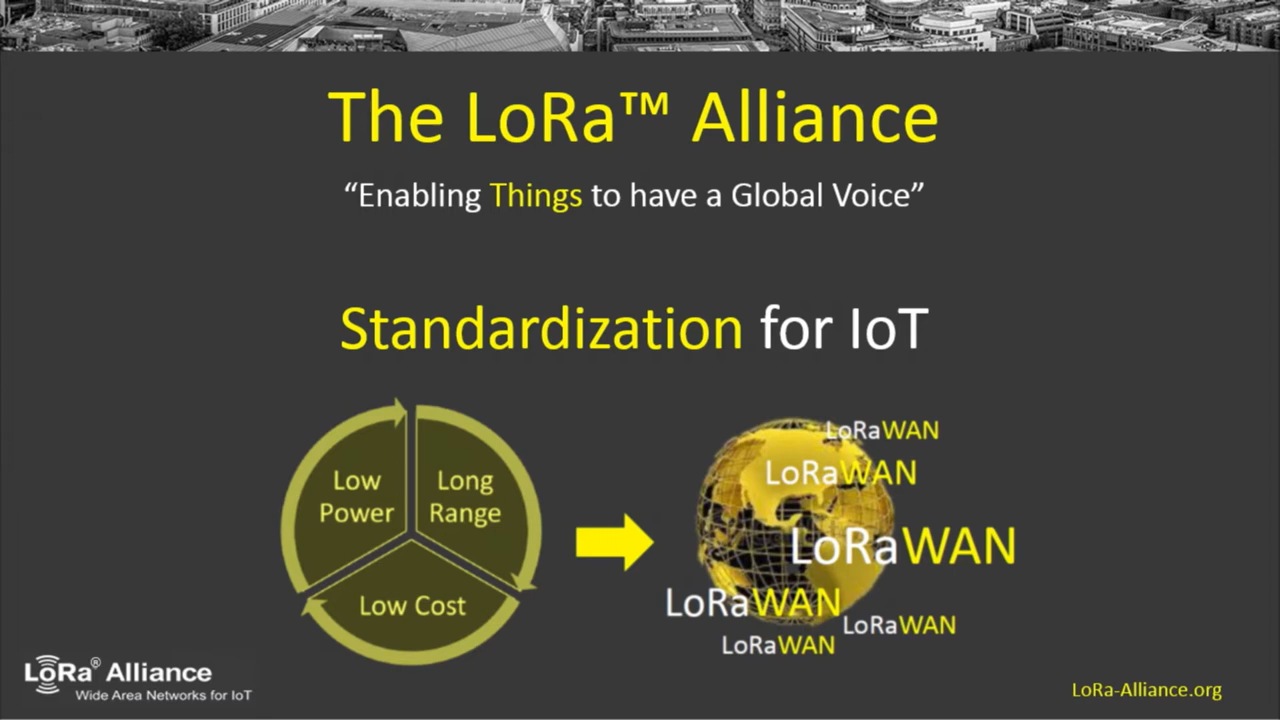 The LoRa™ Alliance
“Enabling Things to have a Global Voice”
Standardization for IoT
Low
Power
Long
Range
Low Cost
LoRaWAN
LoRaWAN
LoRaWAN
LoRaWAN
LoRaWAN
LoRaWAN
LoRa® Alliance
Wide Area Networks for IoT
LoRa-Alliance.org